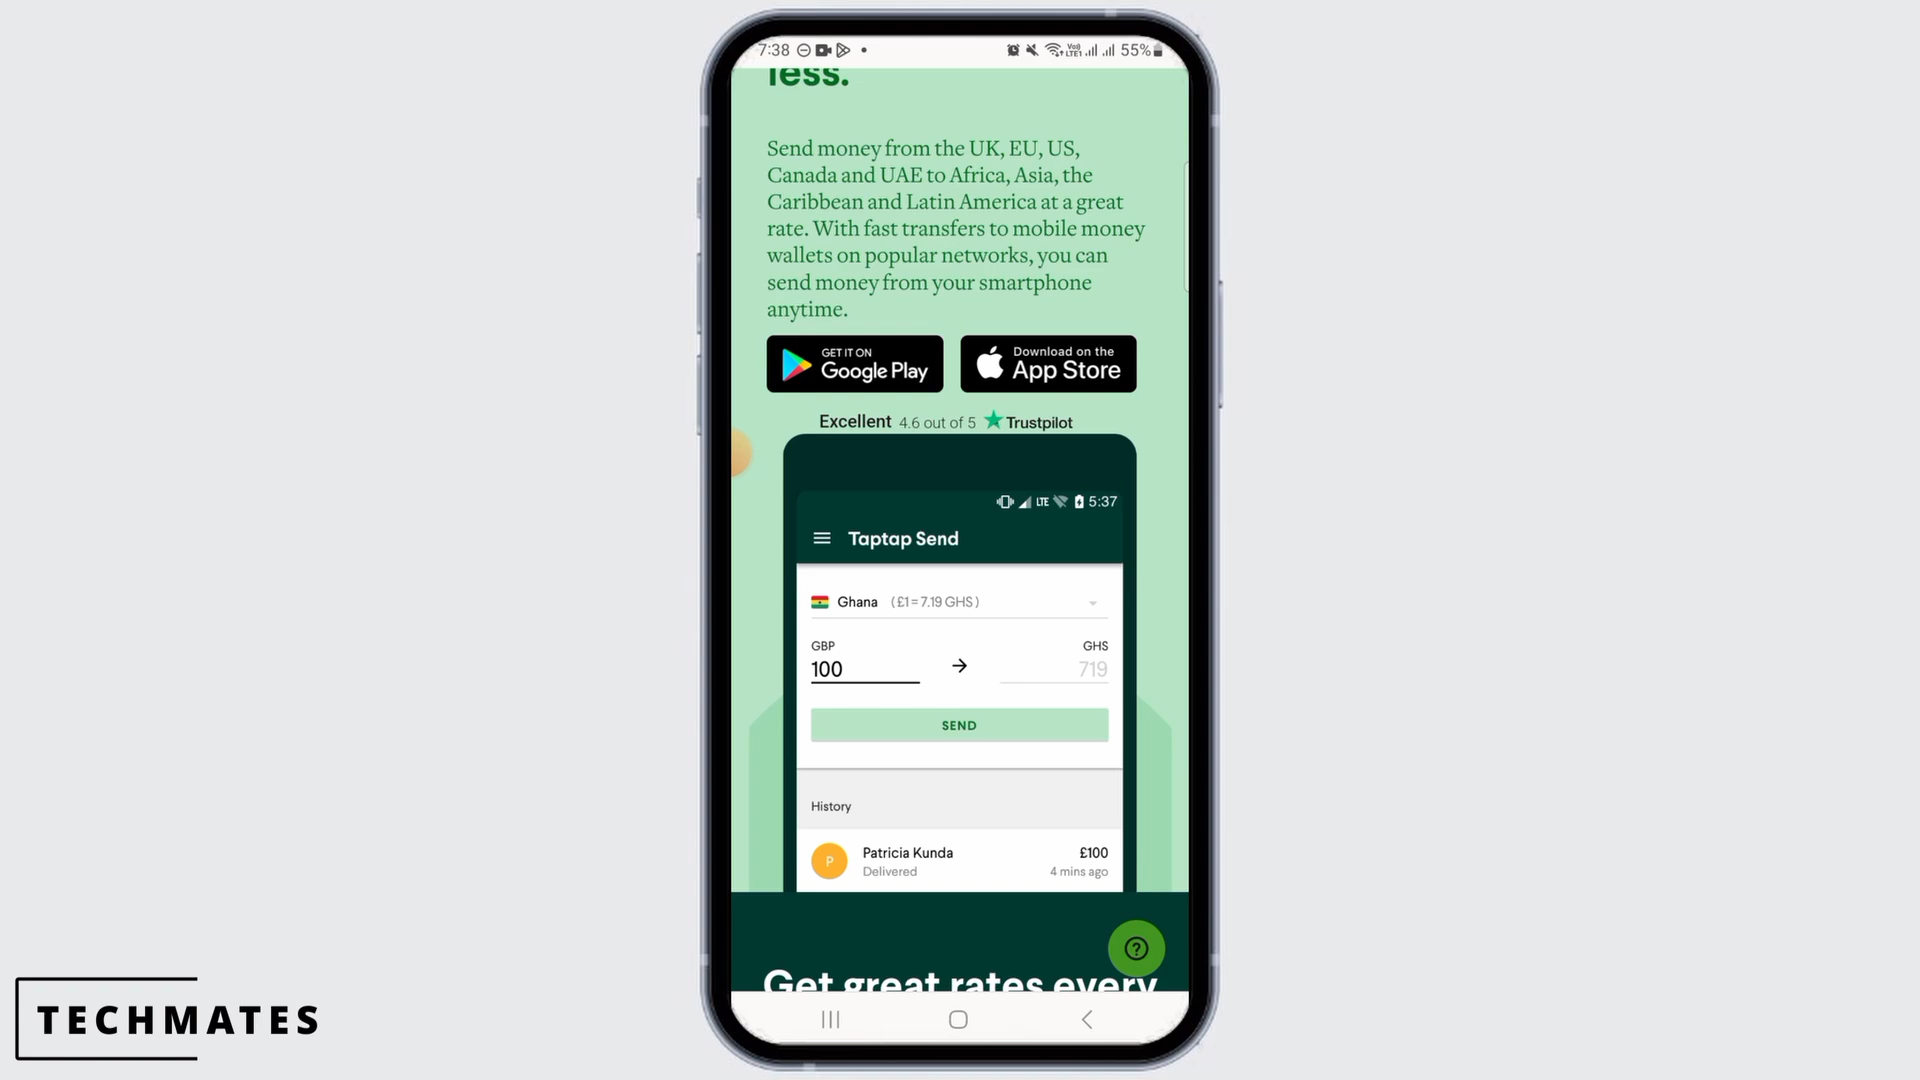 7:38
LTE1 55%
less.
Send money from the UK, EU, US,
Canada and UAE to Africa, Asia, the
Caribbean and Latin America at a great
rate. With fast transfers to mobile money
wallets on popular networks, you can
send money from your smartphone
anytime.
GET IT ON
Google Play
Download on the
App Store
Excellent 4.6 out of 5 Trustpilot
LTE 5:37
Taptap Send
Ghana (£1=7.19 GHS)
GBP GHS
100 719
SEND
History
P
Patricia Kunda £100
Delivered 4 mins ago
?
Get great rates every
TECHMATES